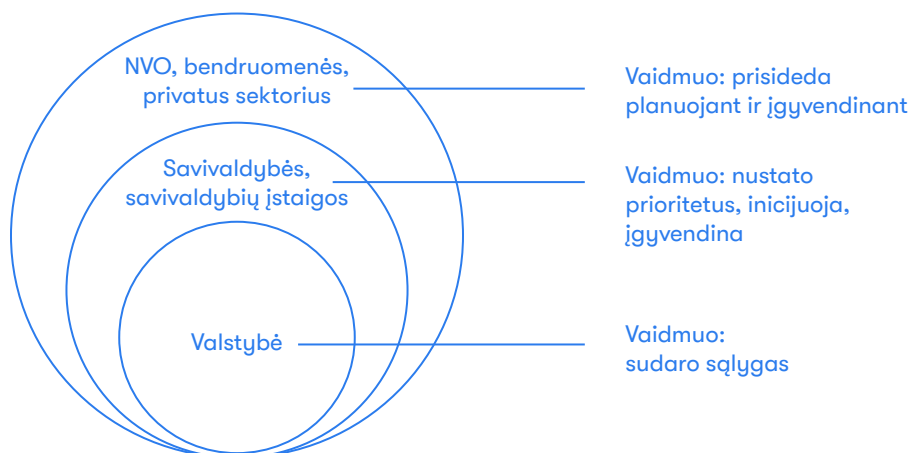 NVO, bendruomenės,
privatus sektorius
Vaidmuo: prisideda
planuojant ir įgyvendinant
Savivaldybės,
savivaldybių įstaigos
Vaidmuo: nustato
prioritetus, inicijuoja,
įgyvendina
Valstybė
Vaidmuo:
sudaro sąlygas